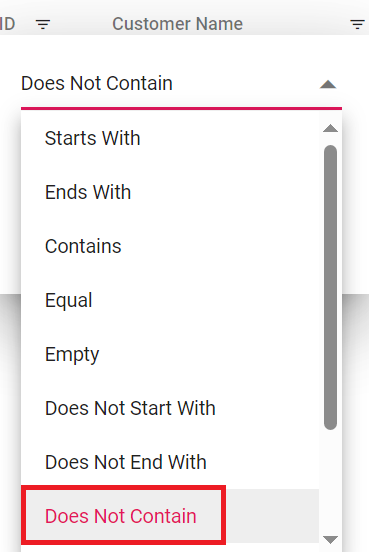 ID Customer Name
Does Not Contain
Starts With
Ends With
Contains
Equal
Empty
Does Not Start With
Does Not End With
Does Not Contain